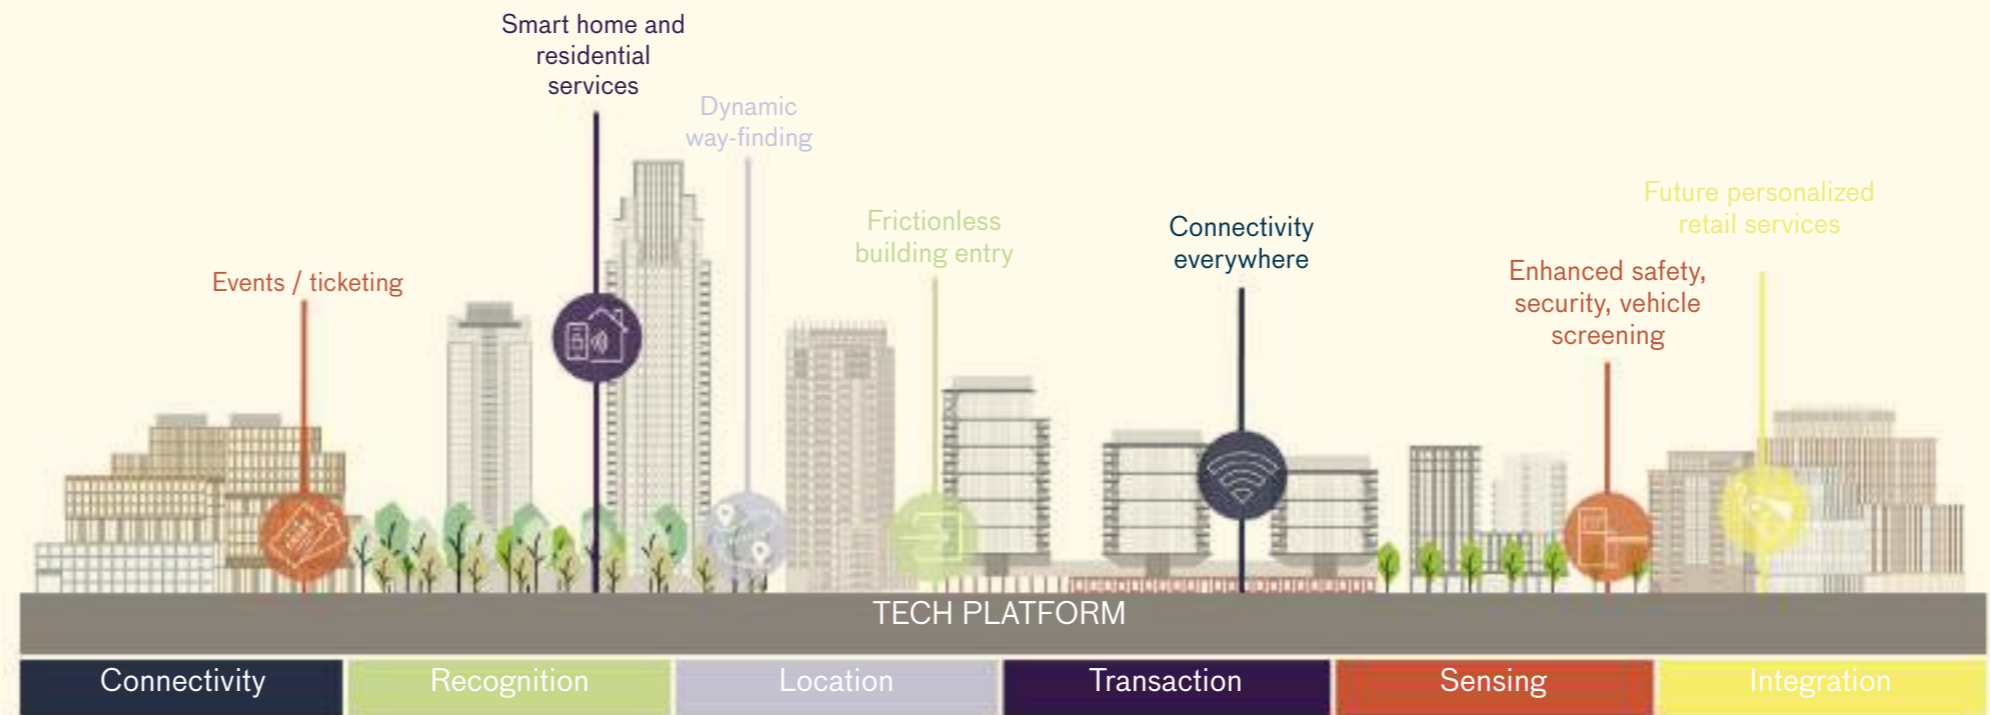 Smart home and
residential
services
Dynamic
way-finding
Future personalized
retail services
Frictionless
building entry
Connectivity
everywhere
Events / ticketing
Enhanced safety,
security, vehicle
screening
TECH PLATFORM
Connectivity
Recognition
Location
Transaction
Sensing
Integration